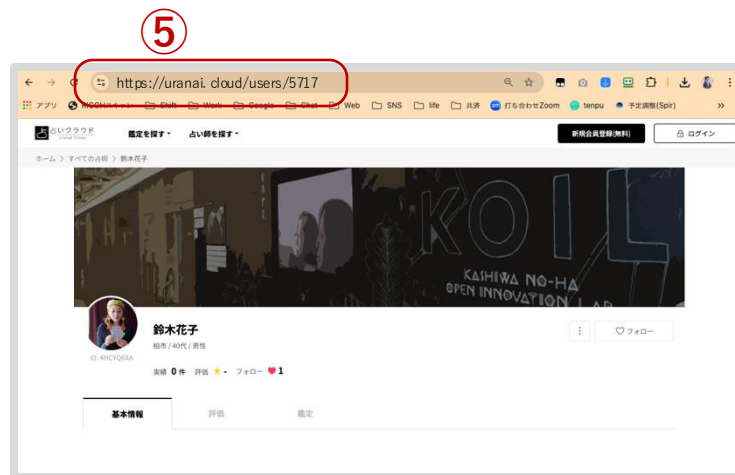 ⑤
https://uranai.cloud/users/5717
アプリ Shift Work Google Chat Web SNS life 共済 打ち合わせZoom tenpu 予定調整(Spir) »
占いクラウド 鑑定を探す 占い師を探す 新規会員登録(無料) ログイン
ホーム > すべての占術 > 鈴木花子
CAFE
KOIL
KASHIWA NO-HA
OPEN INNOVATION LAB
鈴木花子 フォロー
柏市 / 40代 / 男性
ID: 4HCYQ6XA
実績 0 件 評価 - フォロー 1
基本情報 評価 鑑定